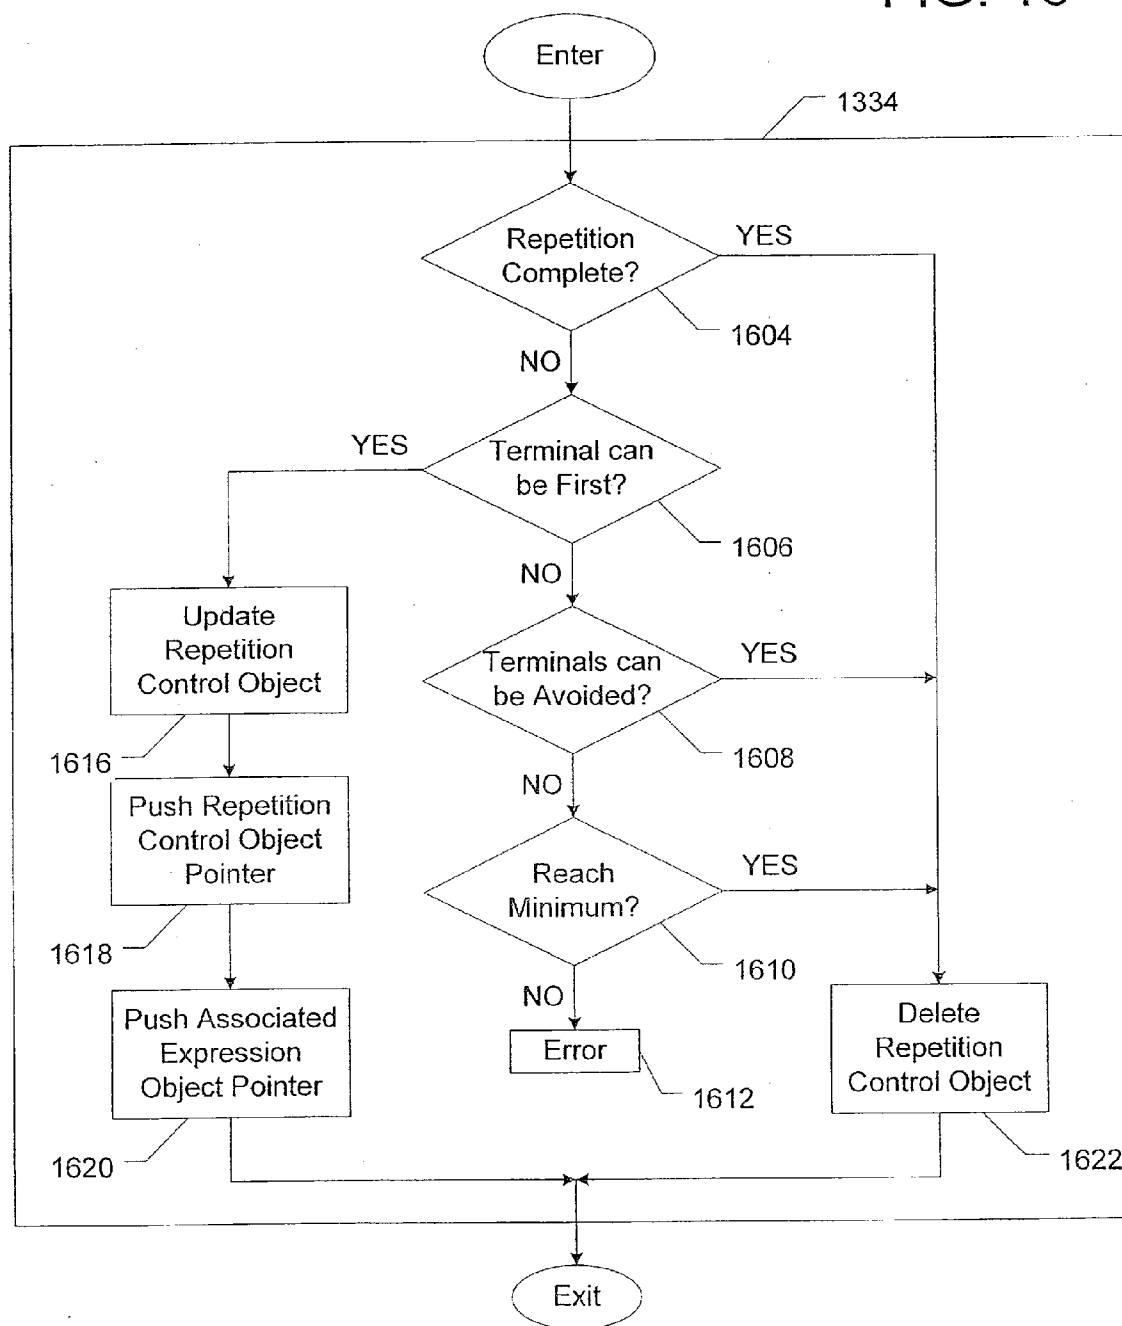 Enter
1334
Repetition
Complete?
YES
1604
NO
Terminal can
be First?
YES
1606
NO
Update
Repetition
Control Object
Terminals can
be Avoided?
YES
1616
1608
NO
Push Repetition
Control Object
Pointer
Reach
Minimum?
YES
1618
1610
NO
Push Associated
Expression
Object Pointer
Error
Delete
Repetition
Control Object
1612
1620
1622
Exit